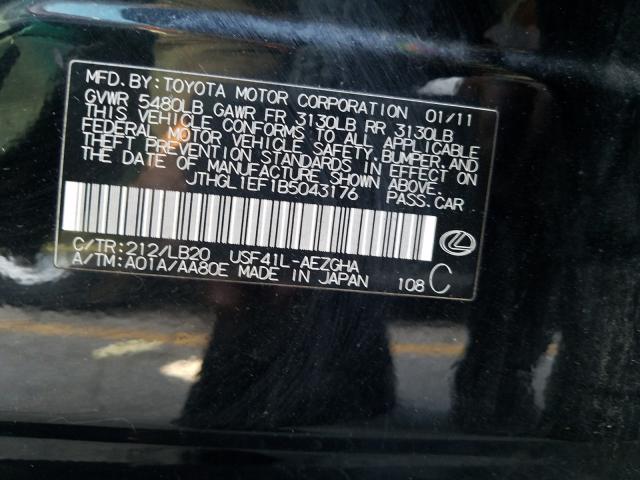 MFD. BY: TOYOTA MOTOR CORPORATION 01/11
GVWR 5480LB GAWR FR 3130LB RR 3130LB
THIS VEHICLE CONFORMS TO ALL APPLICABLE
FEDERAL MOTOR VEHICLE SAFETY, BUMPER, AND
THEFT PREVENTION STANDARDS IN EFFECT ON
THE DATE OF MANUFACTURE SHOWN ABOVE.
JTHGL1EF1B5043176 PASS. CAR
C/TR: 212/LB20 USF41L-AEZGHA
A/TM: A01A/AA80E MADE IN JAPAN 108 C